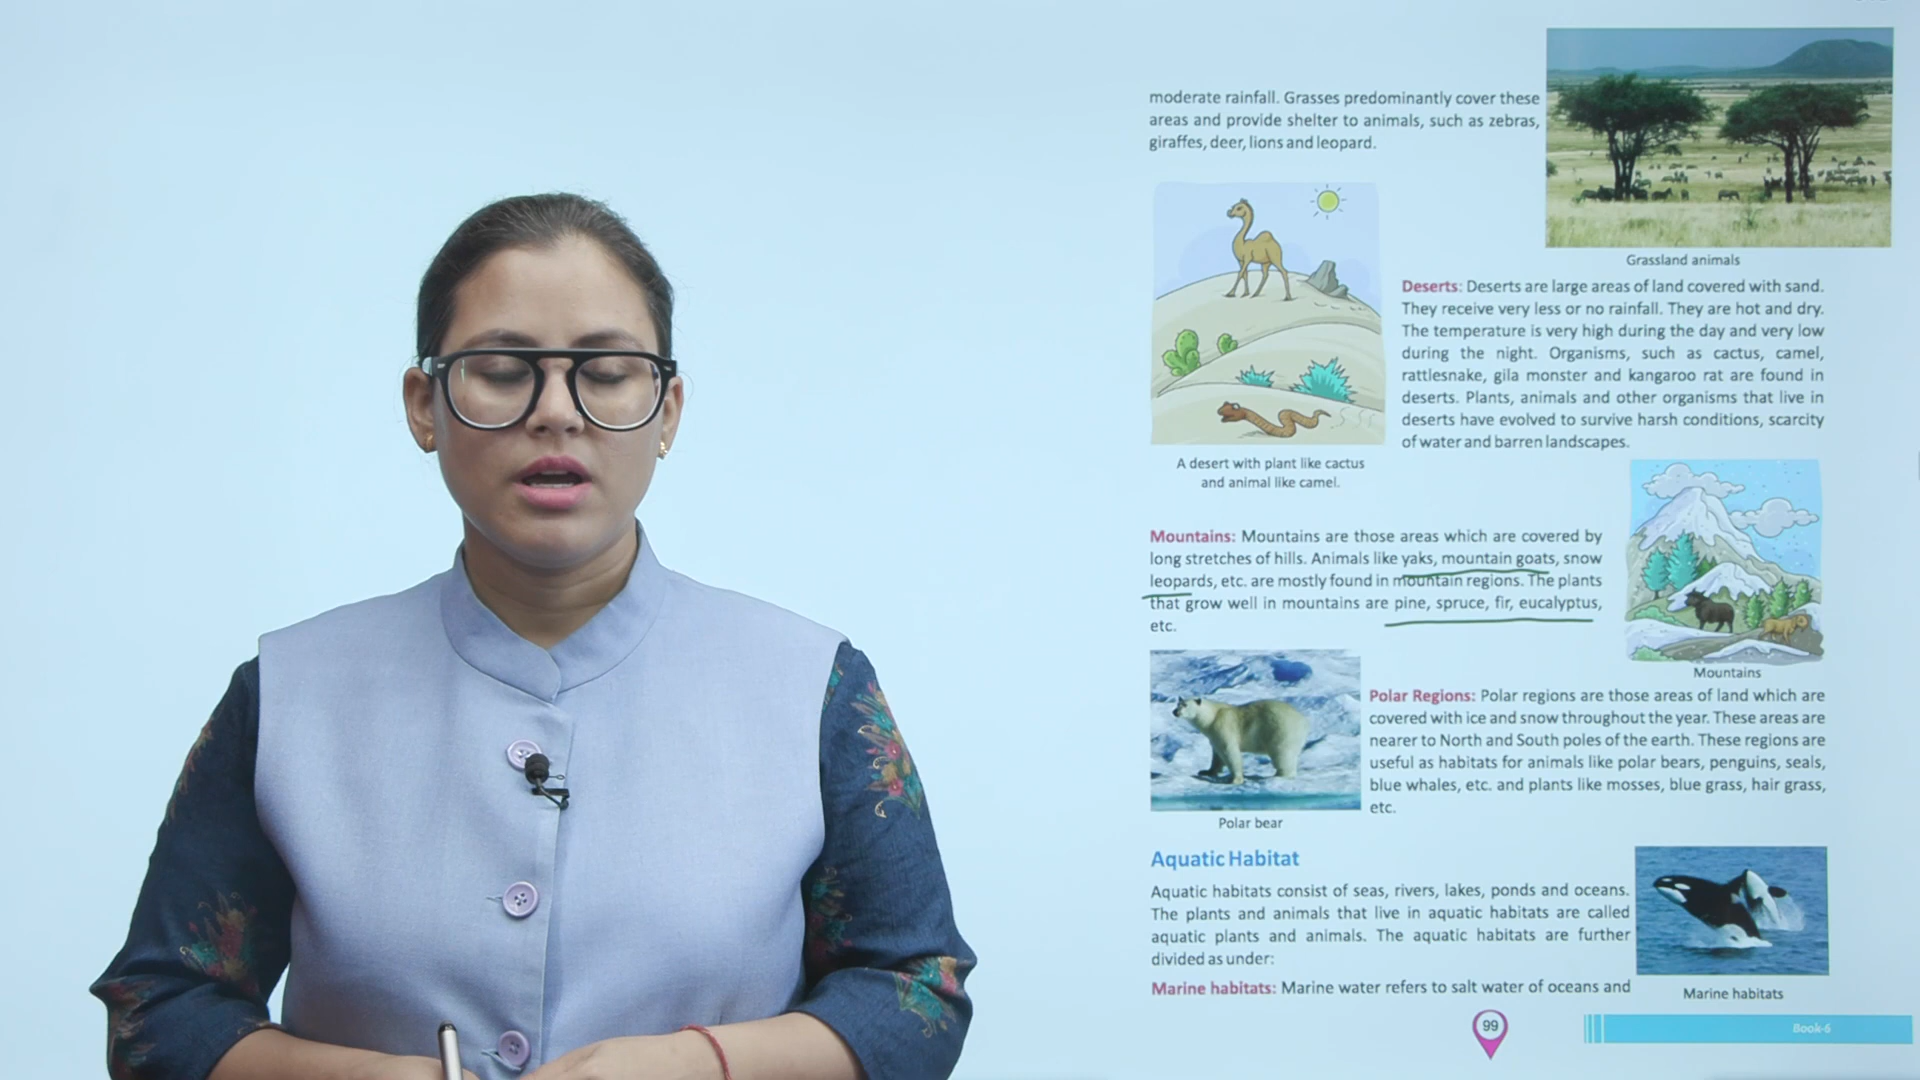 moderate rainfall. Grasses predominantly cover these
areas and provide shelter to animals, such as zebras,
giraffes, deer, lions and leopard.
Grassland animals
Deserts: Deserts are large areas of land covered with sand.
They receive very less or no rainfall. They are hot and dry.
The temperature is very high during the day and very low
during the night. Organisms, such as cactus, camel,
rattlesnake, gila monster and kangaroo rat are found in
deserts. Plants, animals and other organisms that live in
deserts have evolved to survive harsh conditions, scarcity
of water and barren landscapes.
A desert with plant like cactus
and animal like camel.
Mountains: Mountains are those areas which are covered by
long stretches of hills. Animals like yaks, mountain goats, snow
leopards, etc. are mostly found in mountain regions. The plants
that grow well in mountains are pine, spruce, fir, eucalyptus,
etc.
Mountains
Polar Regions: Polar regions are those areas of land which are
covered with ice and snow throughout the year. These areas are
nearer to North and South poles of the earth. These regions are
useful as habitats for animals like polar bears, penguins, seals,
blue whales, etc. and plants like mosses, blue grass, hair grass,
etc.
Polar bear
Aquatic Habitat
Aquatic habitats consist of seas, rivers, lakes, ponds and oceans.
The plants and animals that live in aquatic habitats are called
aquatic plants and animals. The aquatic habitats are further
divided as under:
Marine habitats: Marine water refers to salt water of oceans and
Marine habitats
99
Book-6